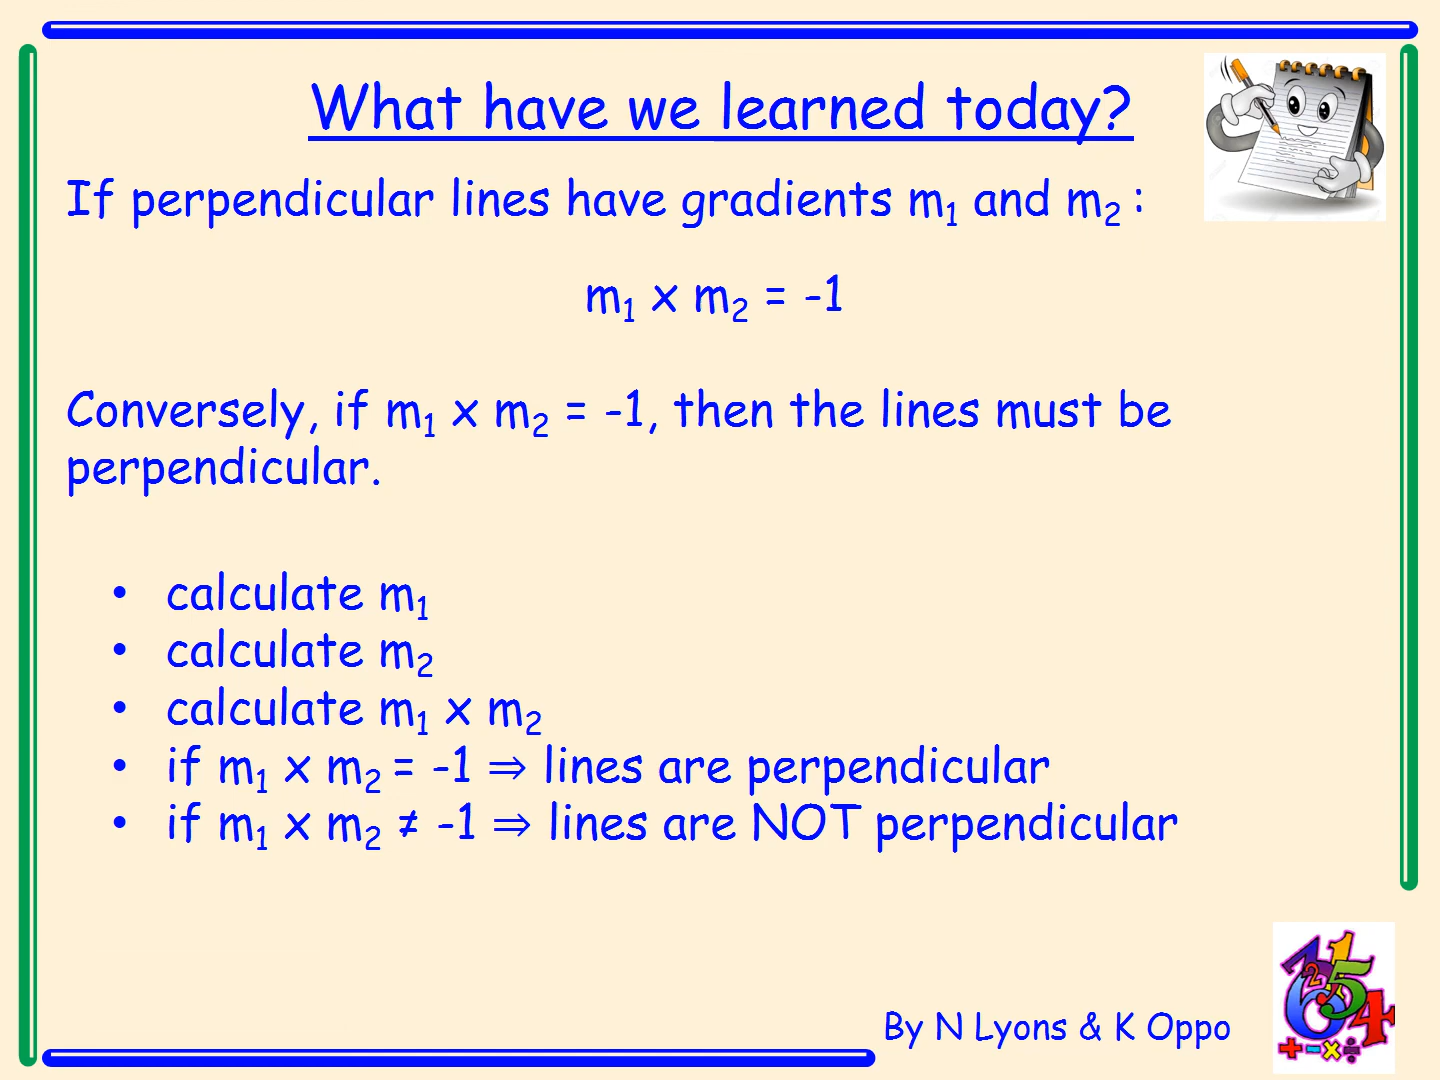 What have we learned today?
If perpendicular lines have gradients m₁ and m₂ :
m₁ x m₂ = -1
Conversely, if m₁ x m₂ = -1, then the lines must be
perpendicular.
• calculate m₁
• calculate m₂
• calculate m₁ x m₂
• if m₁ x m₂ = -1 ⇒ lines are perpendicular
• if m₁ x m₂ ≠ -1 ⇒ lines are NOT perpendicular
By N Lyons & K Oppo